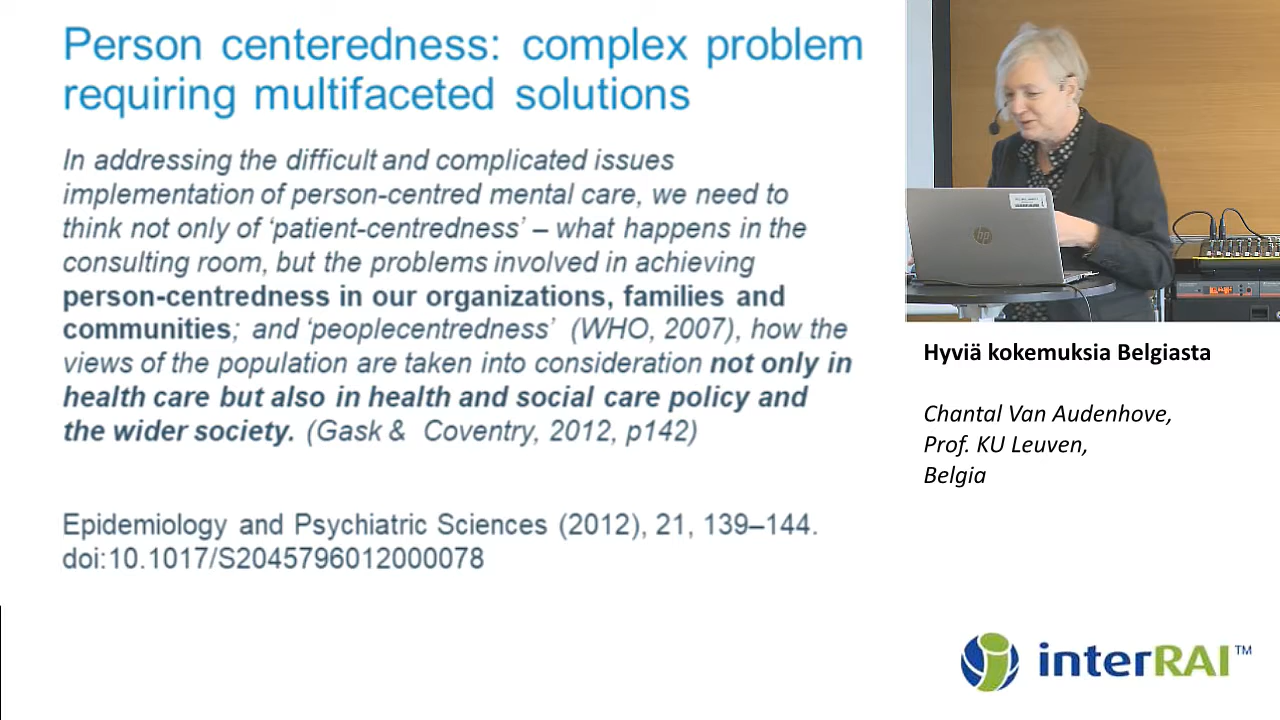 Person centeredness: complex problem
requiring multifaceted solutions
In addressing the difficult and complicated issues
implementation of person-centred mental care, we need to
think not only of ‘patient-centredness’ – what happens in the
consulting room, but the problems involved in achieving
person-centredness in our organizations, families and
communities; and ‘peoplecentredness’ (WHO, 2007), how the
views of the population are taken into consideration not only in
health care but also in health and social care policy and
the wider society. (Gask & Coventry, 2012, p142)
Epidemiology and Psychiatric Sciences (2012), 21, 139–144.
doi:10.1017/S2045796012000078
hp
Hyviä kokemuksia Belgiasta
Chantal Van Audenhove,
Prof. KU Leuven,
Belgia
interRAI™